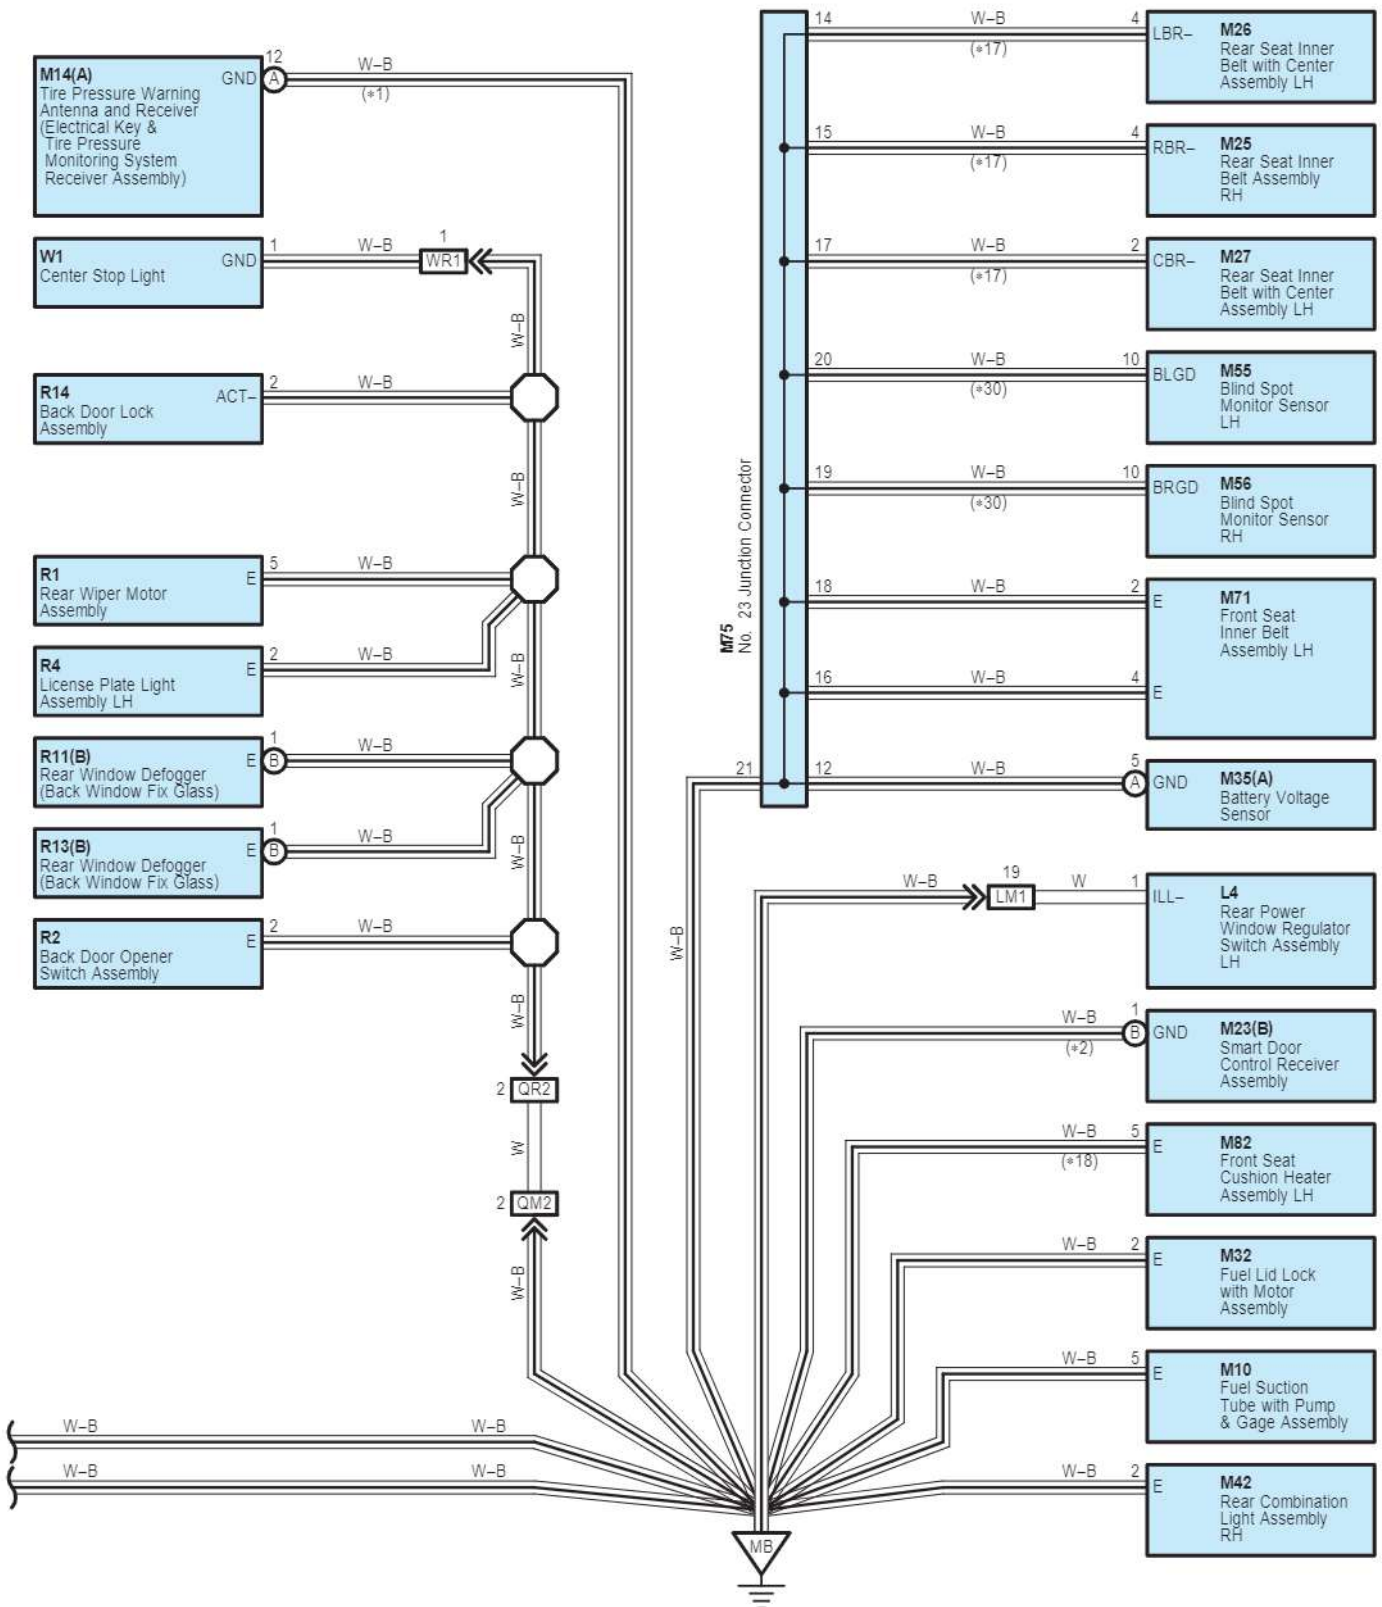 M14(A)
Tire Pressure Warning
Antenna and Receiver
(Electrical Key &
Tire Pressure
Monitoring System
Receiver Assembly)
GND
12
A
W–B
(∗1)
W1
Center Stop Light
GND
1
W–B
1
WR1
W–B
R14
Back Door Lock
Assembly
ACT–
2
W–B
W–B
R1
Rear Wiper Motor
Assembly
E
5
W–B
R4
License Plate Light
Assembly LH
E
2
W–B
W–B
R11(B)
Rear Window Defogger
(Back Window Fix Glass)
E
1
B
W–B
R13(B)
Rear Window Defogger
(Back Window Fix Glass)
E
1
B
W–B
W–B
R2
Back Door Opener
Switch Assembly
E
2
W–B
W–B
2
QR2
W
2
QM2
W–B
W–B
W–B
W–B
W–B
M75
No. 23 Junction Connector
14
W–B
(∗17)
4
LBR–
M26
Rear Seat Inner
Belt with Center
Assembly LH
15
W–B
(∗17)
4
RBR–
M25
Rear Seat Inner
Belt Assembly
RH
17
W–B
(∗17)
2
CBR–
M27
Rear Seat Inner
Belt with Center
Assembly LH
20
W–B
(∗30)
10
BLGD
M55
Blind Spot
Monitor Sensor
LH
19
W–B
(∗30)
10
BRGD
M56
Blind Spot
Monitor Sensor
RH
18
W–B
2
E
M71
Front Seat
Inner Belt
Assembly LH
16
W–B
4
E
21
12
W–B
5
A
GND
M35(A)
Battery Voltage
Sensor
W–B
W–B
19
LM1
W
1
ILL–
L4
Rear Power
Window Regulator
Switch Assembly
LH
W–B
(∗2)
1
B
GND
M23(B)
Smart Door
Control Receiver
Assembly
W–B
(∗18)
5
E
M82
Front Seat
Cushion Heater
Assembly LH
W–B
2
E
M32
Fuel Lid Lock
with Motor
Assembly
W–B
5
E
M10
Fuel Suction
Tube with Pump
& Gage Assembly
W–B
2
E
M42
Rear Combination
Light Assembly
RH
MB